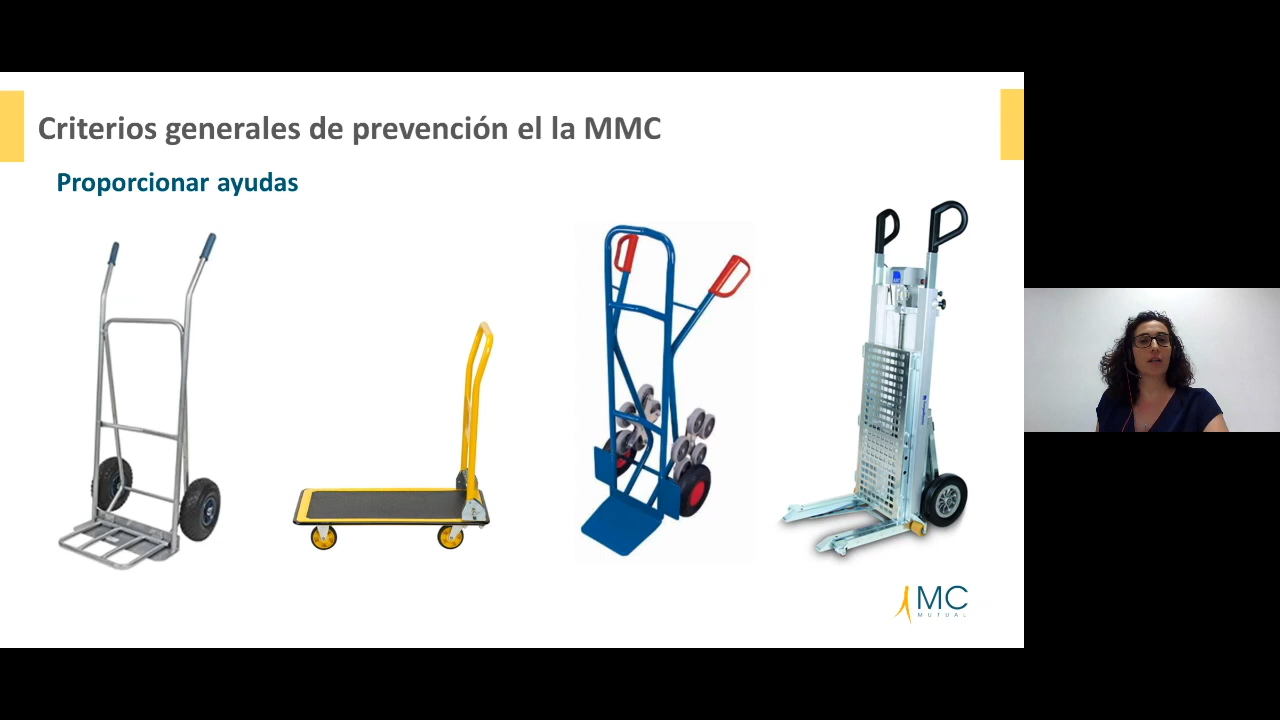 Criterios generales de prevención el la MMC
Proporcionar ayudas
MC
MUTUAL